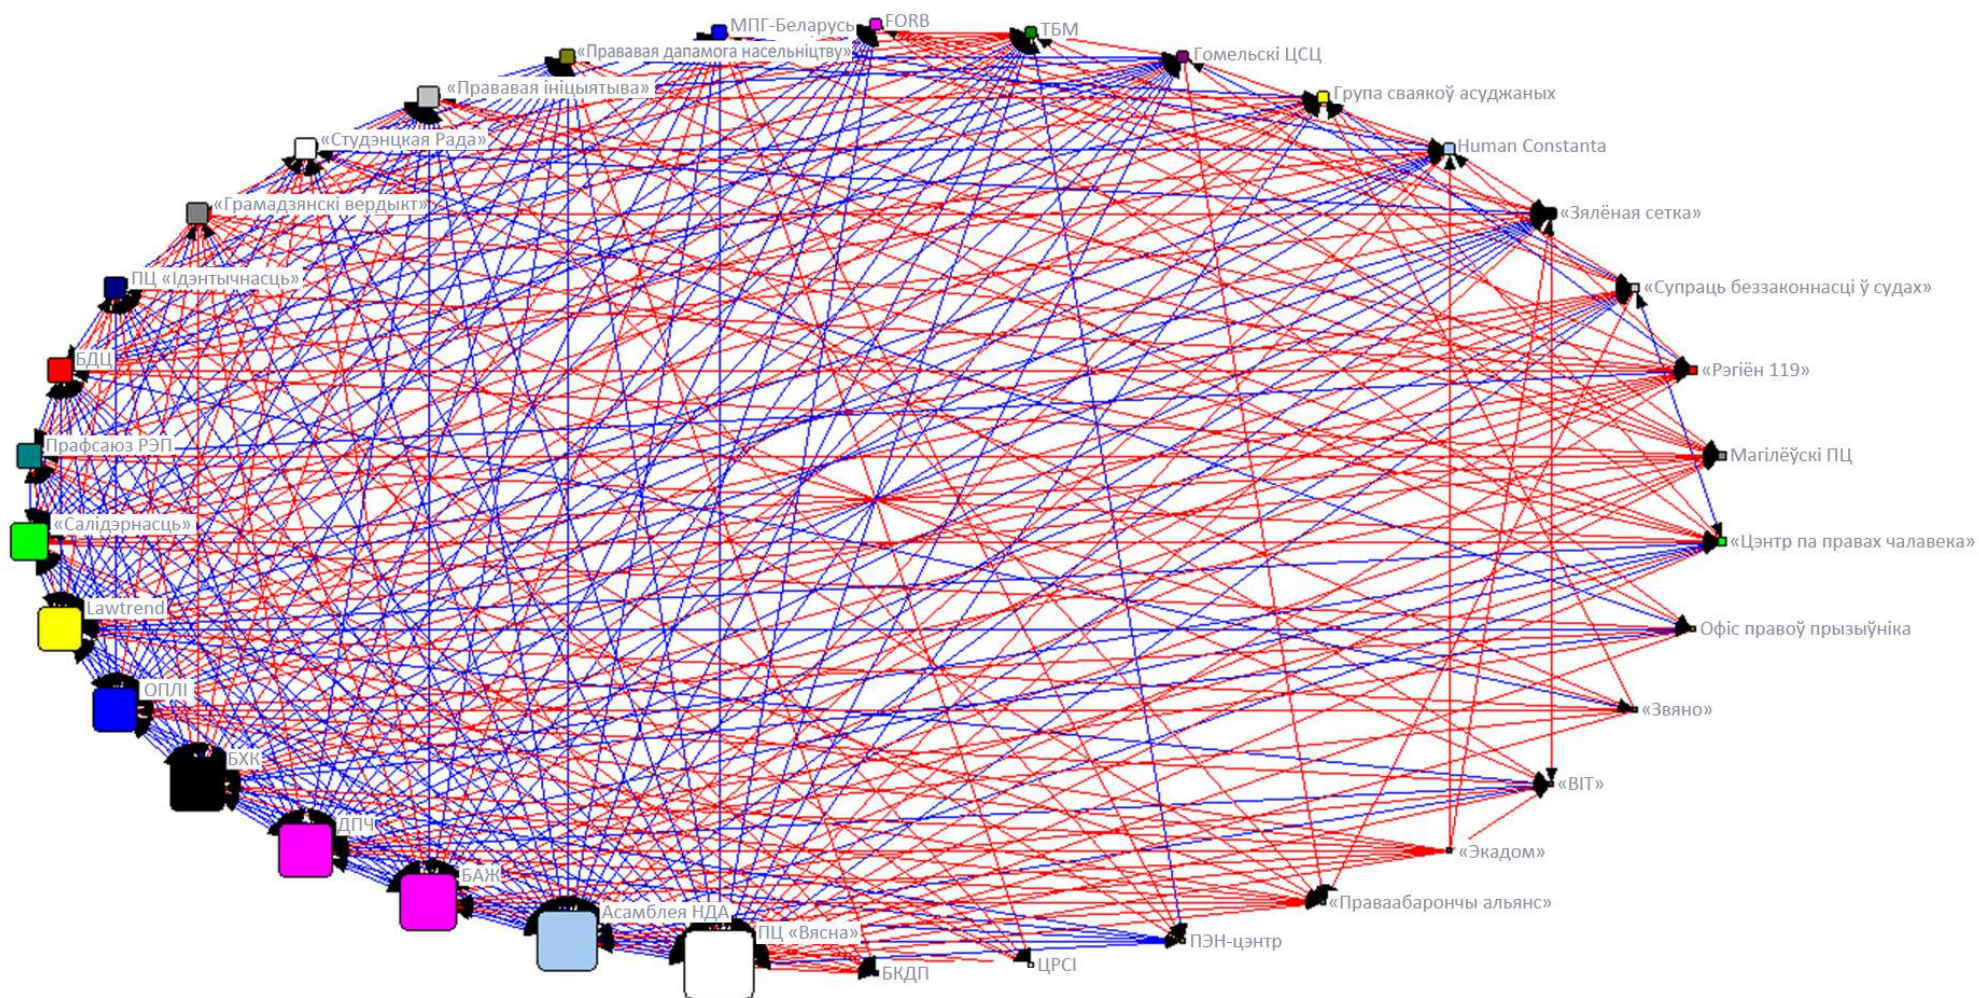 МПГ-Беларусь
FORB
ТБМ
«Прававая дапамога насельніцтву»
Гомельскі ЦСЦ
«Прававая ініцыятыва»
Група сваякоў асуджаных
«Студэнцкая Рада»
Human Constanta
«Грамадзянскі вердыкт»
«Зялёная сетка»
ПЦ «Ідэнтычнасць»
«Супраць беззаконнасці ў судах»
БДЦ
«Рэгіён 119»
Прафсаюз РЭП
Магілёўскі ПЦ
«Салідэрнасць»
«Цэнтр па правах чалавека»
Lawtrend
Офіс правоў прызыўніка
ОПЛІ
«Звяно»
БХК
«ВІТ»
ДПЧ
«Экадом»
БАЖ
«Праваабарончы альянс»
Асамблея НДА
ПЦ «Вясна»
ПЭН-цэнтр
ЦРСІ
БКДП